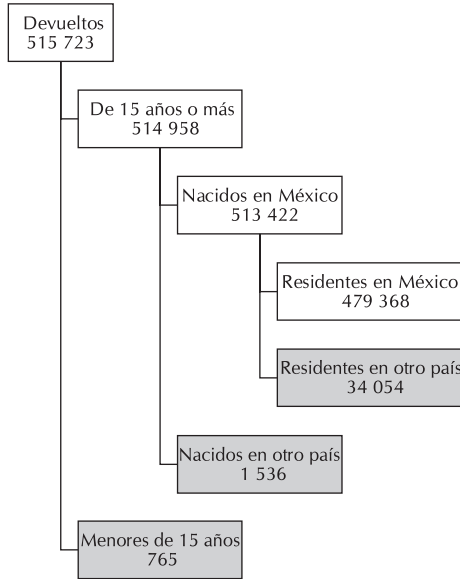 Devueltos
515 723
De 15 años o más
514 958
Nacidos en México
513 422
Residentes en México
479 368
Residentes en otro país
34 054
Nacidos en otro país
1 536
Menores de 15 años
765